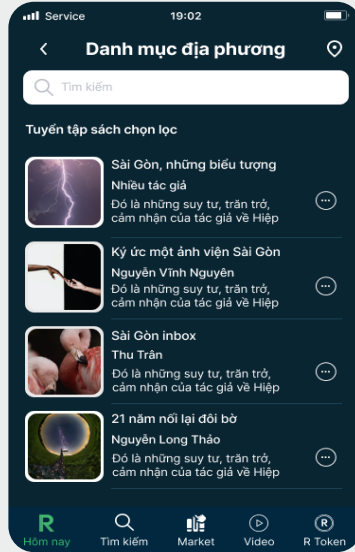 Service
19:02
Danh mục địa phương
Tìm kiếm
Tuyển tập sách chọn lọc
Sài Gòn, những biểu tượng
Nhiều tác giả
Đó là những suy tư, trăn trở,
cảm nhận của tác giả về Hiệp
Ký ức một ảnh viện Sài Gòn
Nguyễn Vĩnh Nguyên
Đó là những suy tư, trăn trở,
cảm nhận của tác giả về Hiệp
Sài Gòn inbox
Thu Trân
Đó là những suy tư, trăn trở,
cảm nhận của tác giả về Hiệp
21 năm nối lại đôi bờ
Nguyễn Long Thảo
Đó là những suy tư, trăn trở,
cảm nhận của tác giả về Hiệp
R
Hôm nay
Tìm kiếm
Market
Video
R
R Token